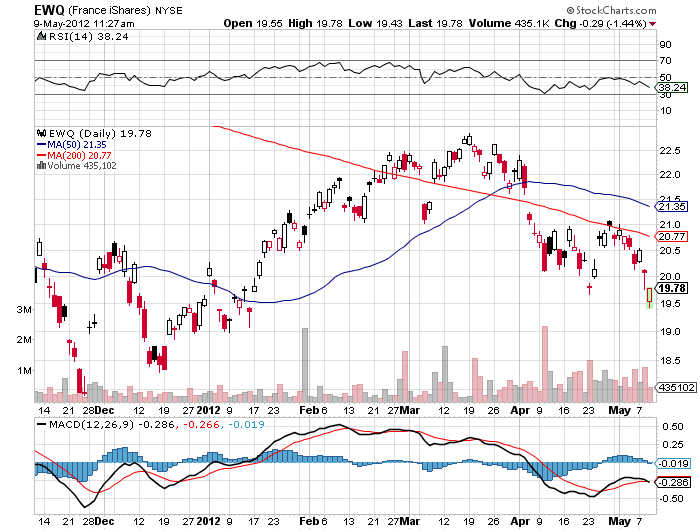 EWQ (France iShares) NYSE © StockCharts.com
9-May-2012 11:27am Open 19.55 High 19.78 Low 19.43 Last 19.78 Volume 435.1K Chg -0.29 (-1.44%)
RSI(14) 38.24
90
70
50
38.24
30
10
EWQ (Daily) 19.78
MA(50) 21.35
MA(200) 20.77
Volume 435,102
22.5
22.0
21.5
21.35
21.0
20.77
20.5
20.0
19.78
19.5
19.0
18.5
3M
2M
1M
435102
14 21 28 Dec 12 19 27 2012 9 17 23 Feb 6 13 21 Mar 12 19 26 Apr 9 16 23 May 7
MACD(12,26,9) -0.286, -0.266, -0.019
0.50
0.25
-0.019
-0.286
-0.50
14 21 28 Dec 12 19 27 2012 9 17 23 Feb 6 13 21 Mar 12 19 26 Apr 9 16 23 May 7